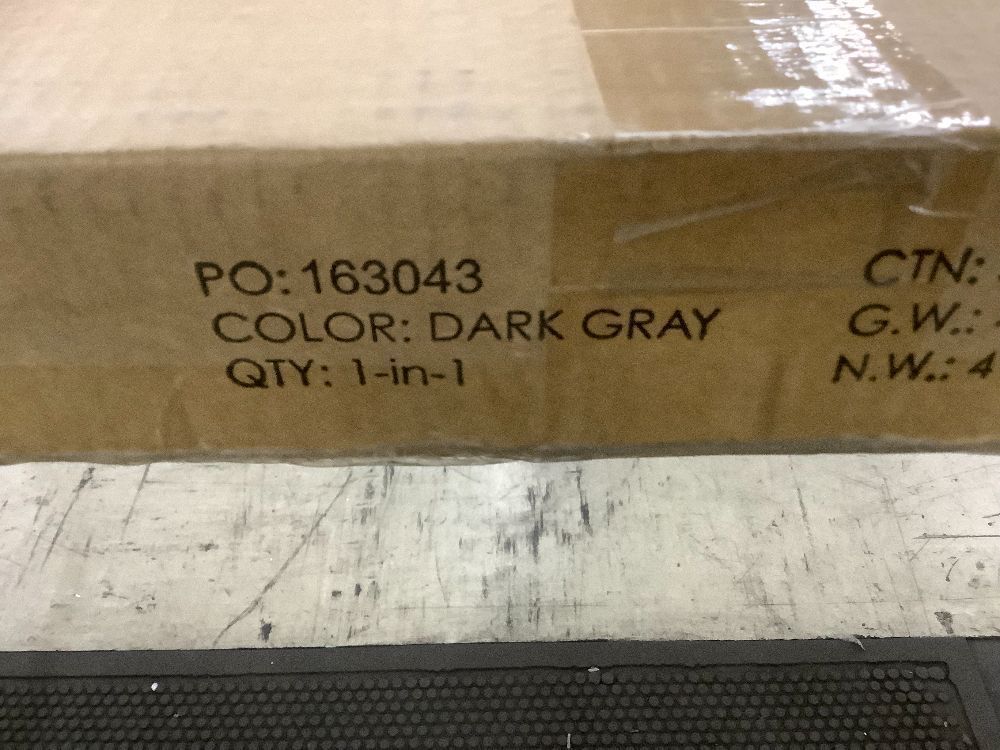 PO: 163043
COLOR: DARK GRAY
QTY: 1-in-1
CTN:
G.W.:
N.W.: 4